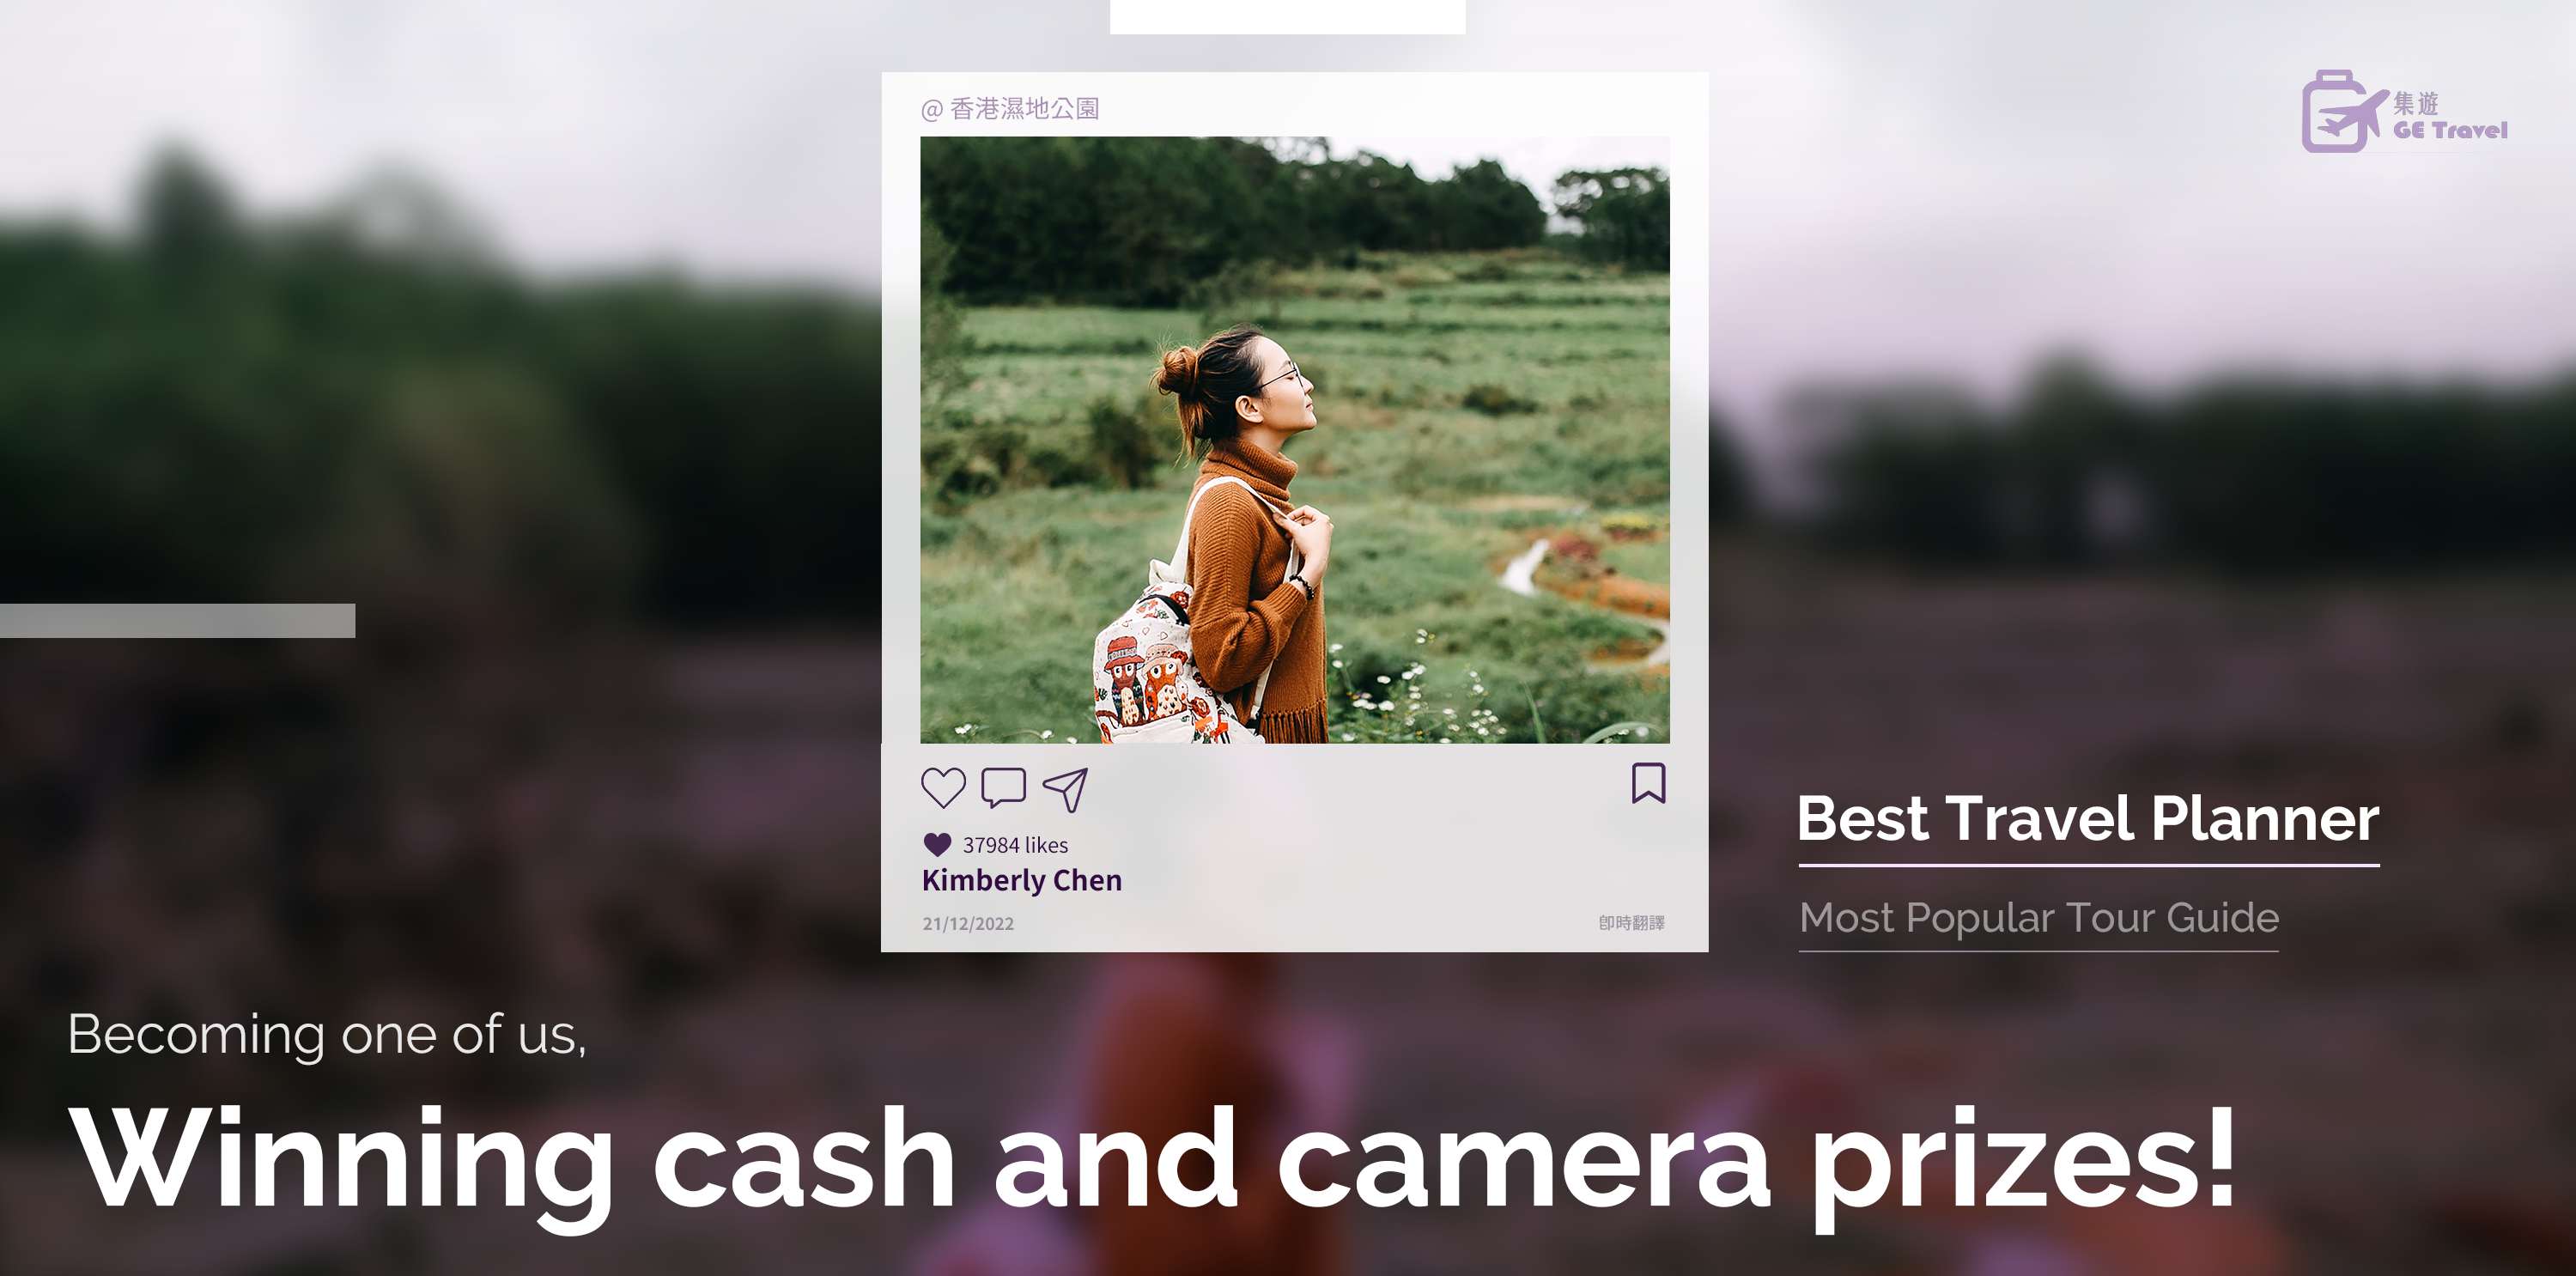 @ 香港濕地公園
集遊
GE Travel
37984 likes
Kimberly Chen
21/12/2022
即時翻譯
Best Travel Planner
Most Popular Tour Guide
Becoming one of us,
Winning cash and camera prizes!